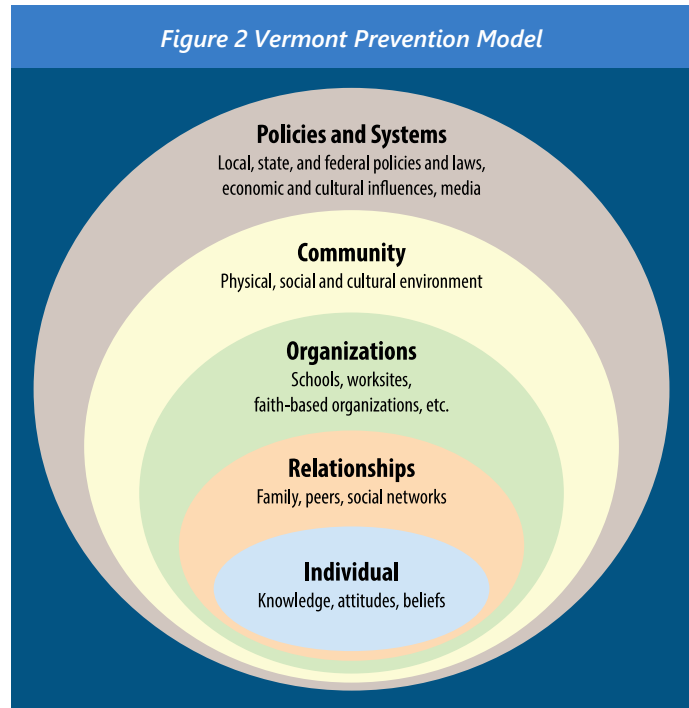 Figure 2 Vermont Prevention Model
Policies and Systems
Local, state, and federal policies and laws,
economic and cultural influences, media
Community
Physical, social and cultural environment
Organizations
Schools, worksites,
faith-based organizations, etc.
Relationships
Family, peers, social networks
Individual
Knowledge, attitudes, beliefs